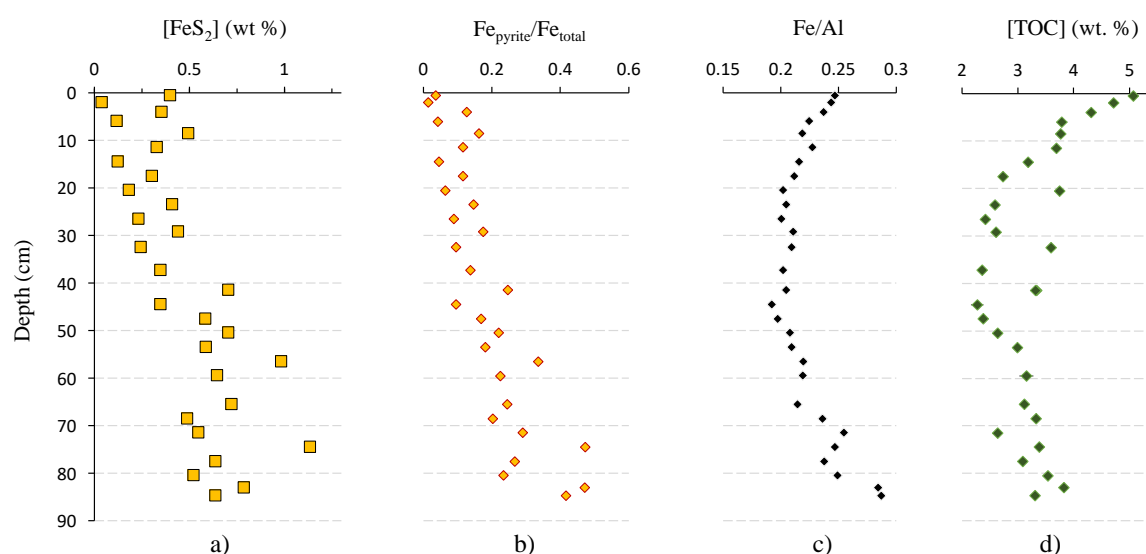 [FeS2] (wt %) Fepyrite/Fetotal Fe/Al [TOC] (wt. %)
0 0.5 1 0 0.2 0.4 0.6 0.15 0.2 0.25 0.3 2 3 4 5
0
10
20
30
40
50
60
70
80
90
Depth (cm)
a) b) c) d)